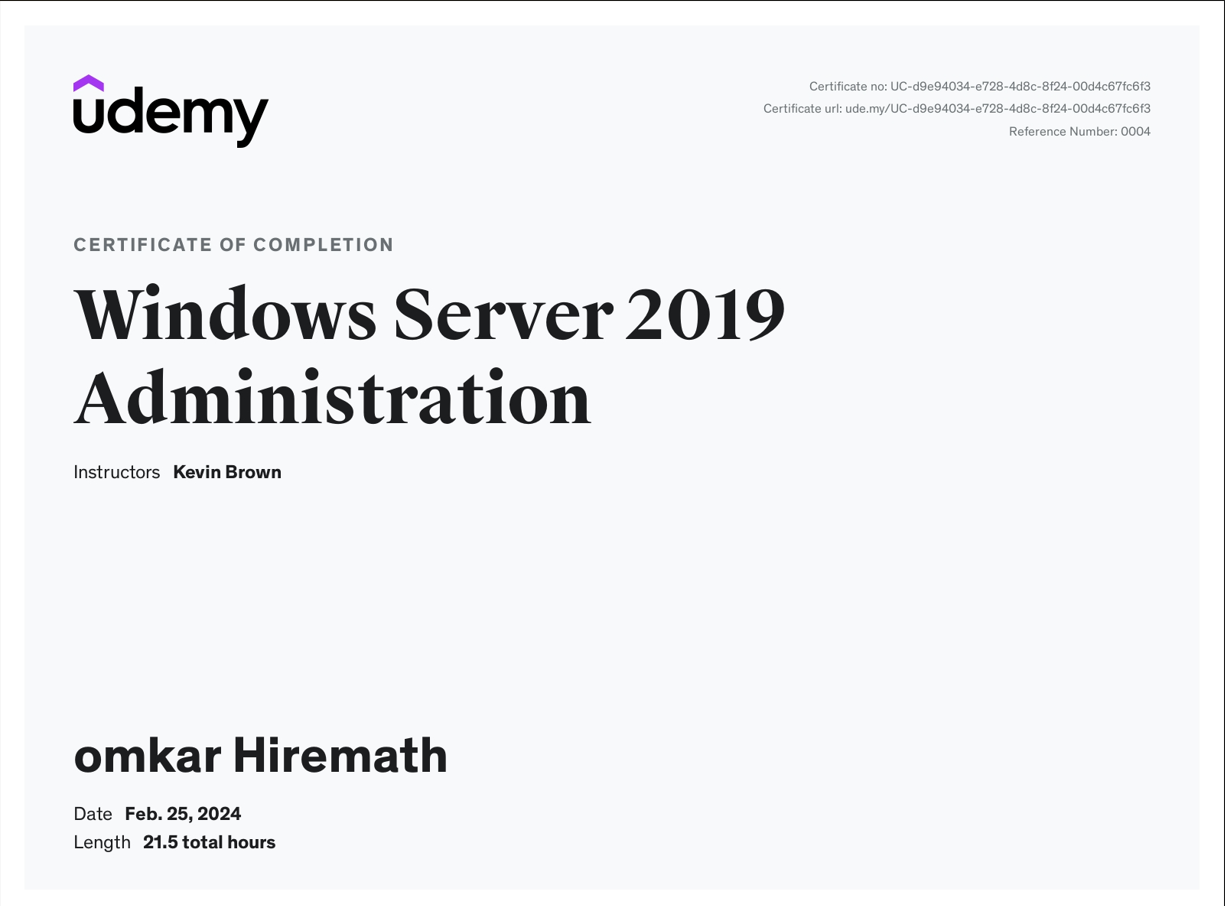 udemy
Certificate no: UC-d9e94034-e728-4d8c-8f24-00d4c67fc6f3
Certificate url: ude.my/UC-d9e94034-e728-4d8c-8f24-00d4c67fc6f3
Reference Number: 0004
CERTIFICATE OF COMPLETION
Windows Server 2019
Administration
Instructors Kevin Brown
omkar Hiremath
Date Feb. 25, 2024
Length 21.5 total hours